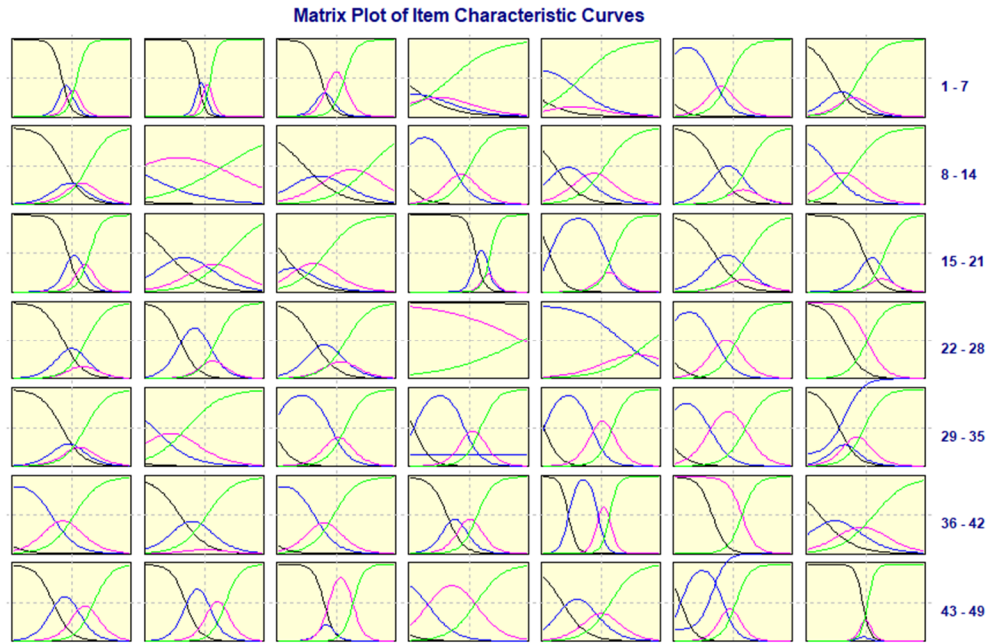 Matrix Plot of Item Characteristic Curves
1 - 7
8 - 14
15 - 21
22 - 28
29 - 35
36 - 42
43 - 49